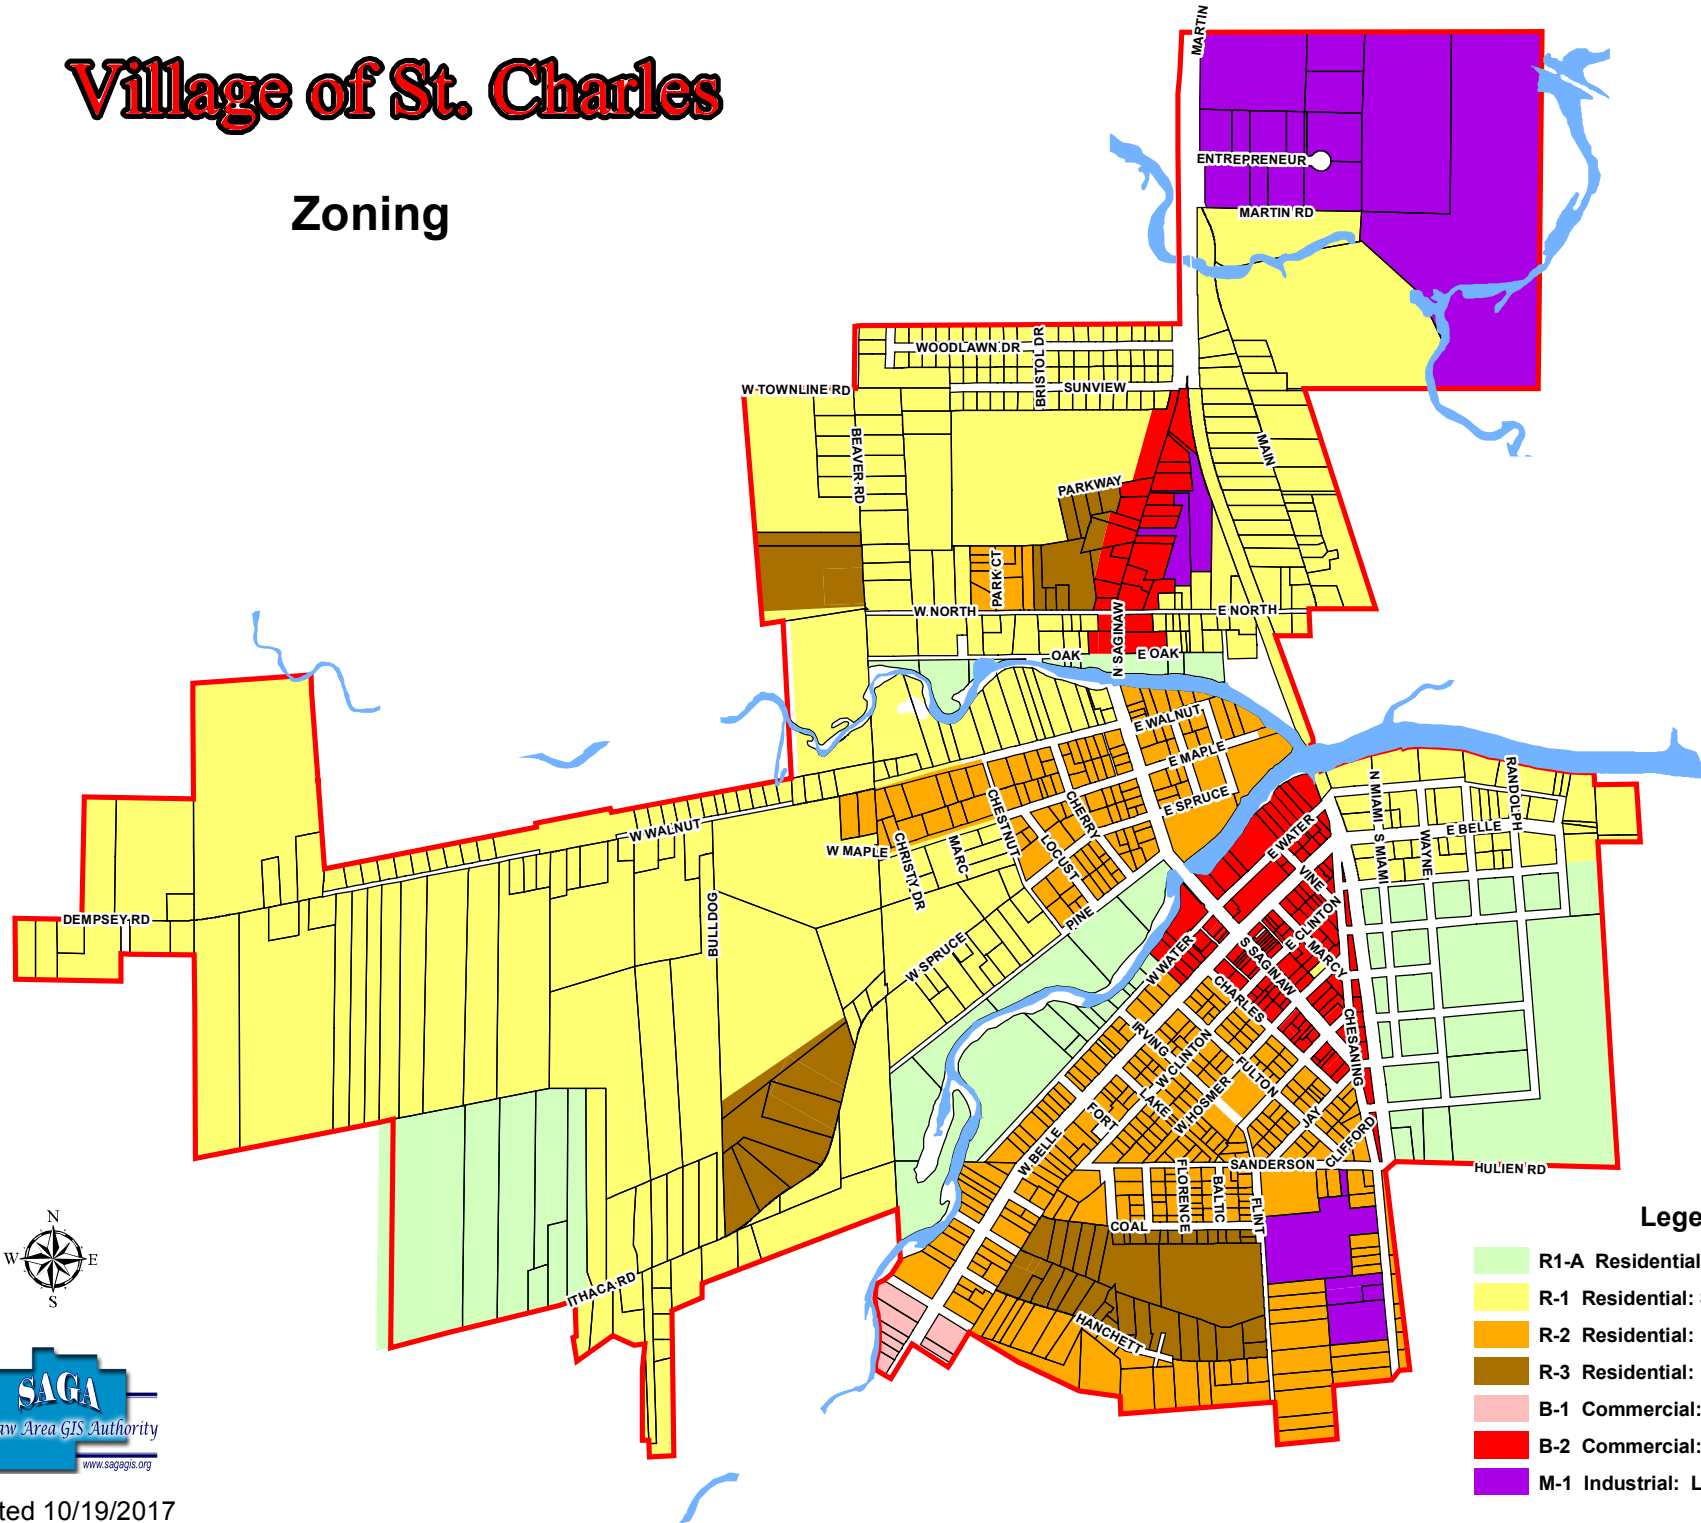 Village of St. Charles
Zoning
MARTIN
ENTREPRENEUR
MARTIN RD
WOODLAWN DR
BRISTOL DR
W TOWNLINE RD
SUNVIEW
BEAVER RD
MAIN
PARKWAY
PARK CT
W NORTH
N SAGINAW
E NORTH
OAK
E OAK
E WALNUT
E MAPLE
E SPRUCE
CHESTNUT
CHERRY
LOCUST
W WALNUT
W MAPLE
CHRISTY DR
MARC
PINE
W SPRUCE
BULLDOG
DEMPSEY RD
N MIAMI
S MIAMI
RANDOLPH
E BELLE
WAYNE
E WATER
VINE
E CLINTON
MARCY
S SAGINAW
W WATER
CHARLES
CHESANING
IRVING
W CLINTON
FULTON
LAKE
W HOSMER
FORT
JAY
CLIFFORD
W BELLE
SANDERSON
HULIEN RD
FLORENCE
BALTIC
FLINT
COAL
HANCHETT
ITHACA RD
N
W E
S
SAGA
aw Area GIS Authority
www.sagagis.org
ted 10/19/2017
Lege
R1-A Residential
R-1 Residential:
R-2 Residential:
R-3 Residential:
B-1 Commercial:
B-2 Commercial:
M-1 Industrial: L